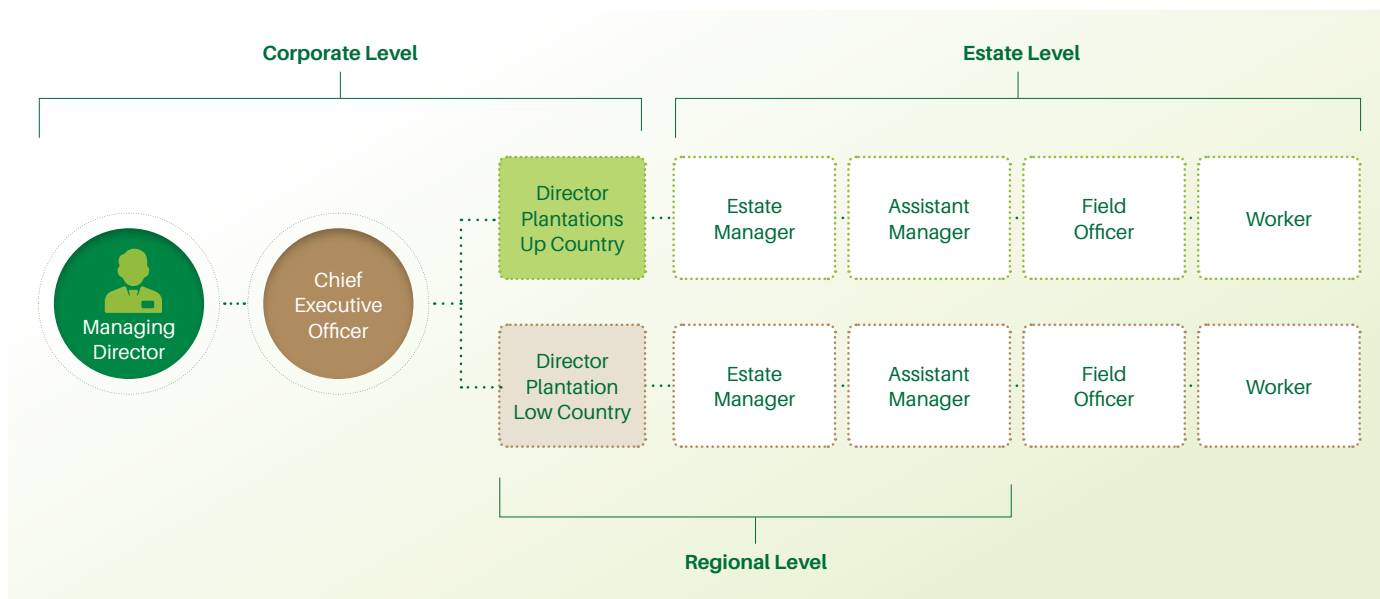 Corporate Level
Estate Level
Managing
Director
Chief
Executive
Officer
Director
Plantations
Up Country
Estate
Manager
Assistant
Manager
Field
Officer
Worker
Director
Plantation
Low Country
Estate
Manager
Assistant
Manager
Field
Officer
Worker
Regional Level